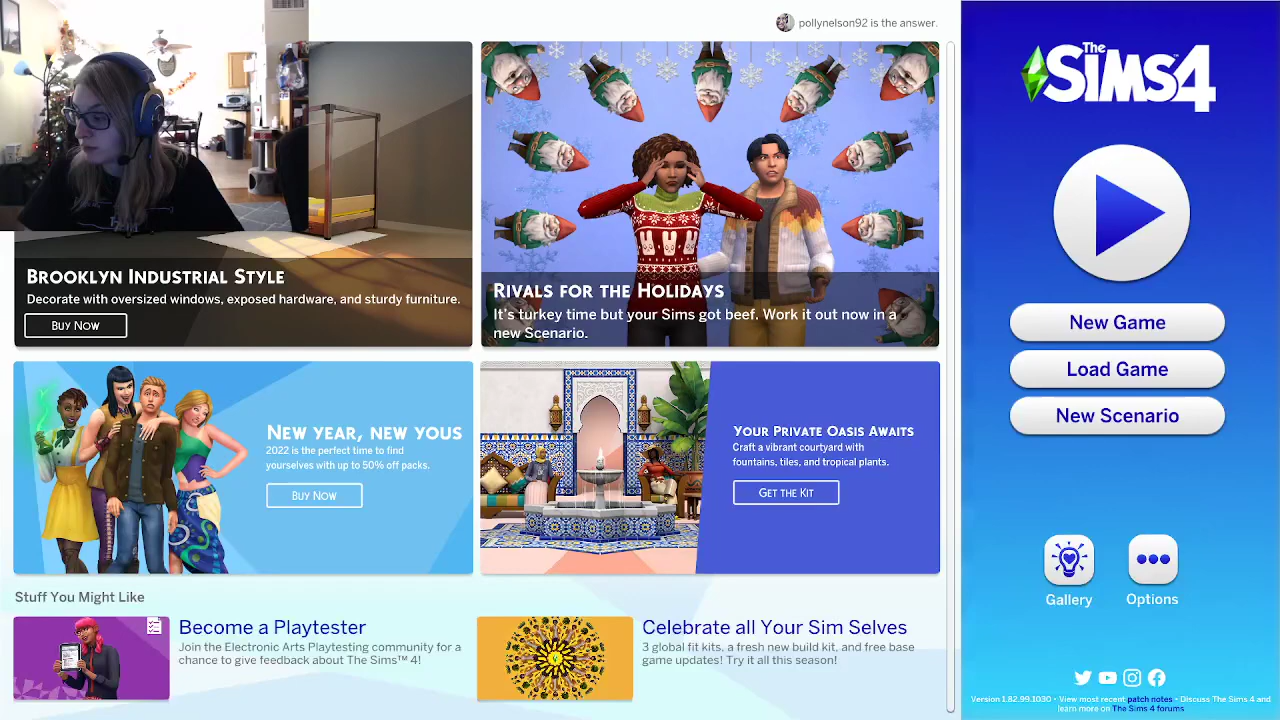 pollynelson92 is the answer.
BROOKLYN INDUSTRIAL STYLE
Decorate with oversized windows, exposed hardware, and sturdy furniture.
BUY NOW
RIVALS FOR THE HOLIDAYS
It's turkey time but your Sims got beef. Work it out now in a
new Scenario.
NEW YEAR, NEW YOUS
2022 is the perfect time to find
yourselves with up to 50% off packs.
BUY NOW
YOUR PRIVATE OASIS AWAITS
Craft a vibrant courtyard with
fountains, tiles, and tropical plants.
GET THE KIT
Stuff You Might Like
Become a Playtester
Join the Electronic Arts Playtesting community for a
chance to give feedback about The Sims™ 4!
Celebrate all Your Sim Selves
3 global fit kits, a fresh new build kit, and free base
game updates! Try it all this season!
The
SIMS 4
New Game
Load Game
New Scenario
Gallery
Options
Version 1.82.99.1030 • View most recent patch notes • Discuss The Sims 4 and
learn more on The Sims 4 forums